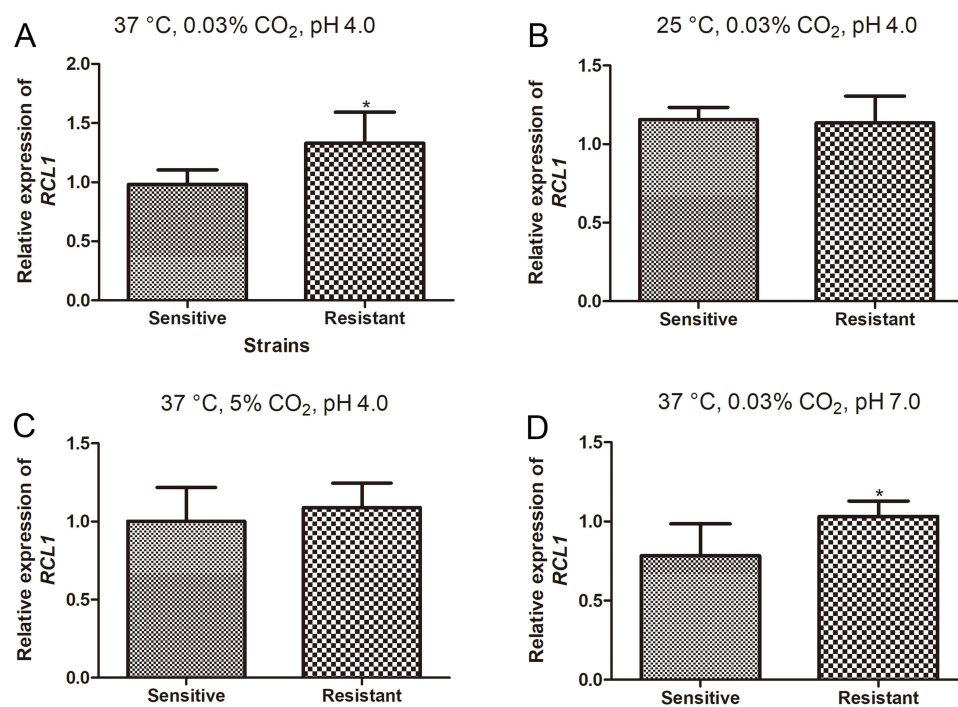 A
37 °C, 0.03% CO₂, pH 4.0
Relative expression of
RCL1
2.0
1.5
1.0
0.5
0.0
*
Sensitive
Resistant
Strains
B
25 °C, 0.03% CO₂, pH 4.0
Relative expression of
RCL1
1.5
1.0
0.5
0.0
Sensitive
Resistant
C
37 °C, 5% CO₂, pH 4.0
Relative expression of
RCL1
1.5
1.0
0.5
0.0
Sensitive
Resistant
D
37 °C, 0.03% CO₂, pH 7.0
Relative expression of
RCL1
1.5
1.0
0.5
0.0
*
Sensitive
Resistant